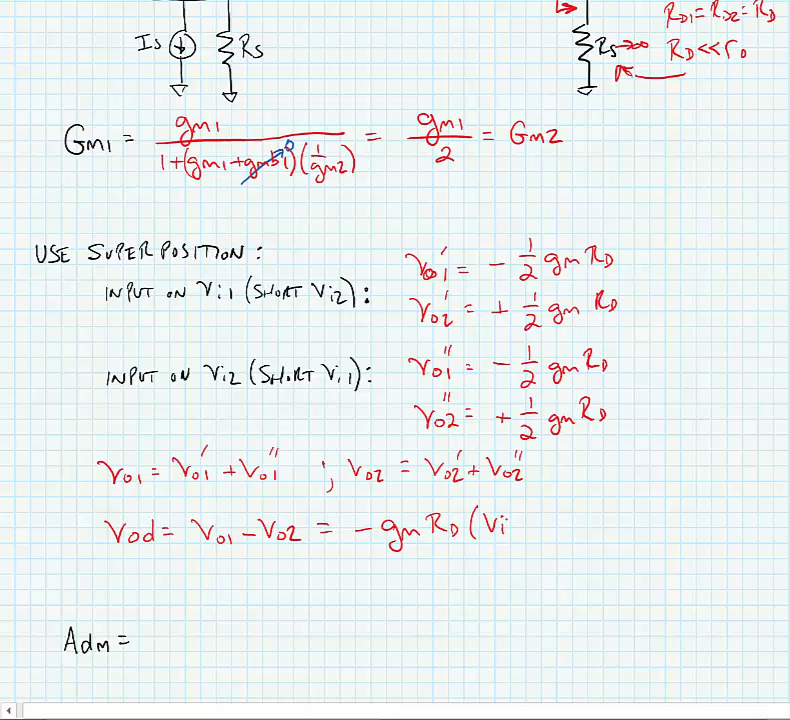 RD1 = RD2 = RD
Is RS RS→∞ RD<<ro
Gm1 = gm1 / (1+(gm1+gmb1)(1/gm2)) = gm1/2 = Gm2
0
USE SUPERPOSITION:
Vo1' = - 1/2 gm RD
INPUT ON Vi1 (SHORT Vi2):
Vo2' = + 1/2 gm RD
Vo1'' = - 1/2 gm RD
INPUT ON Vi2 (SHORT Vi1):
Vo2'' = + 1/2 gm RD
Vo1 = Vo1' + Vo1'' ; Vo2 = Vo2' + Vo2''
Vod = Vo1 - Vo2 = - gm RD (Vi
Adm =